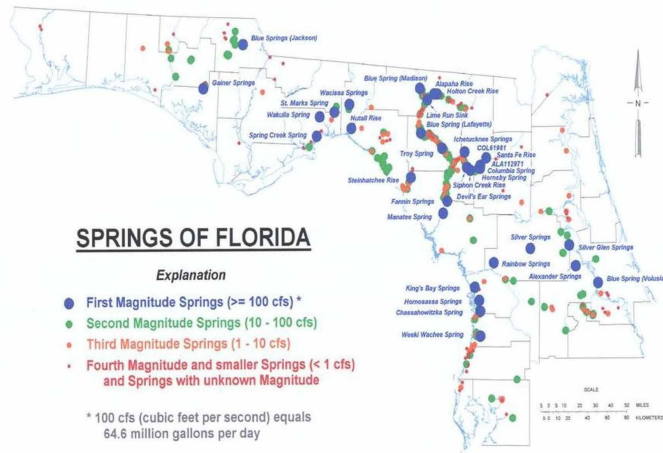 Blue Springs (Jackson)
Gainer Springs
Wacissa Springs
St. Marks Spring
Wakulla Spring
Nutall Rise
Spring Creek Spring
Blue Spring (Madison)
Alapaha Rise
Holton Creek Rise
Lime Run Sink
Blue Spring (Lafayette)
Ichetucknee Springs
COL61981
Santa Fe Rise
Troy Spring
ALA112971
Columbia Spring
Hornsby Spring
Steinhatchee Rise
Siphon Creek Rise
Devil's Ear Springs
Fannin Springs
Manatee Spring
Silver Springs
Silver Glen Springs
Rainbow Springs
Alexander Springs
Blue Spring (Volusia
King's Bay Springs
Homosassa Springs
Chassahowitzka Spring
Weeki Wachee Spring
N
SPRINGS OF FLORIDA
Explanation
First Magnitude Springs (>= 100 cfs) *
Second Magnitude Springs (10 - 100 cfs)
Third Magnitude Springs (1 - 10 cfs)
Fourth Magnitude and smaller Springs (< 1 cfs)
and Springs with unknown Magnitude
* 100 cfs (cubic feet per second) equals
64.6 million gallons per day
SCALE
MILES
KILOMETERS